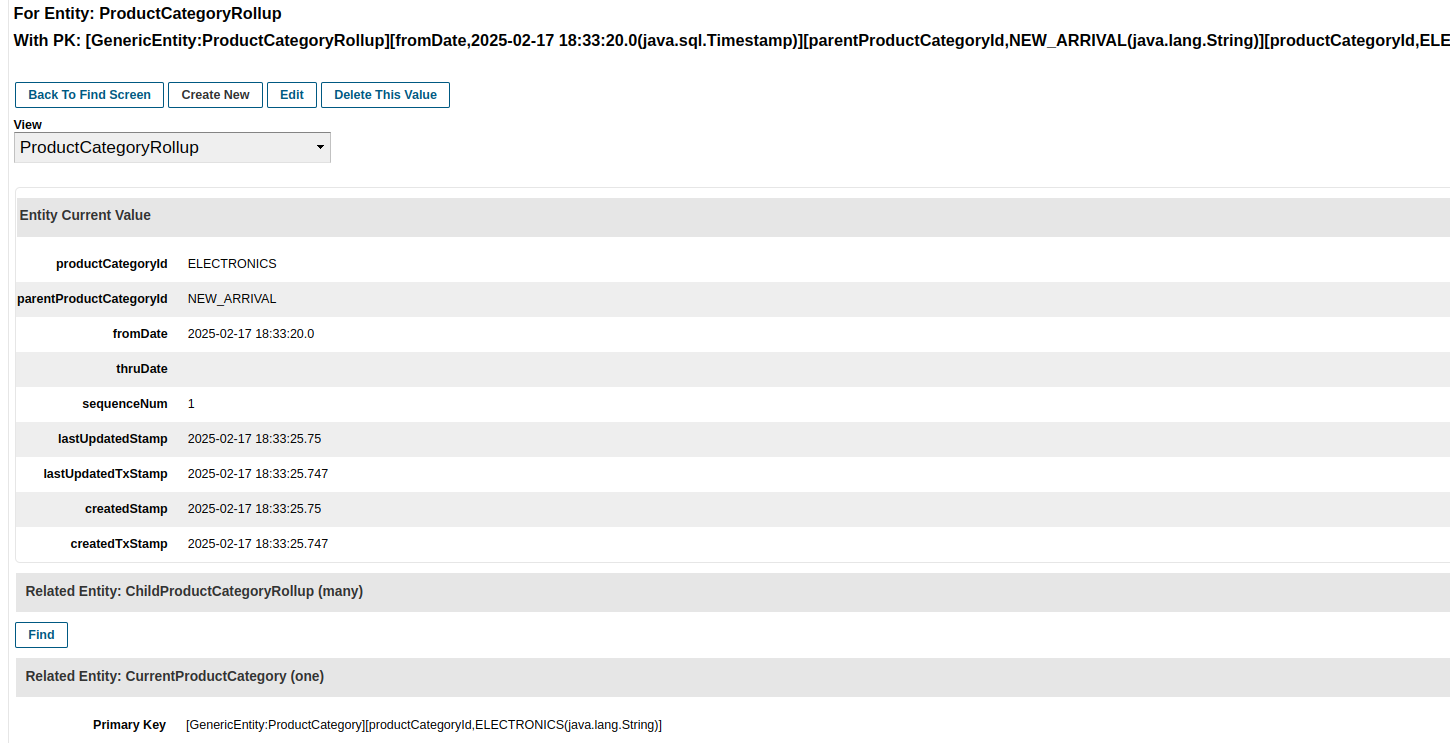 For Entity: ProductCategoryRollup
With PK: [GenericEntity:ProductCategoryRollup][fromDate,2025-02-17 18:33:20.0(java.sql.Timestamp)][parentProductCategoryId,NEW_ARRIVAL(java.lang.String)][productCategoryId,ELE
Back To Find Screen Create New Edit Delete This Value
View
ProductCategoryRollup
Entity Current Value
productCategoryId ELECTRONICS
parentProductCategoryId NEW_ARRIVAL
fromDate 2025-02-17 18:33:20.0
thruDate
sequenceNum 1
lastUpdatedStamp 2025-02-17 18:33:25.75
lastUpdatedTxStamp 2025-02-17 18:33:25.747
createdStamp 2025-02-17 18:33:25.75
createdTxStamp 2025-02-17 18:33:25.747
Related Entity: ChildProductCategoryRollup (many)
Find
Related Entity: CurrentProductCategory (one)
Primary Key [GenericEntity:ProductCategory][productCategoryId,ELECTRONICS(java.lang.String)]